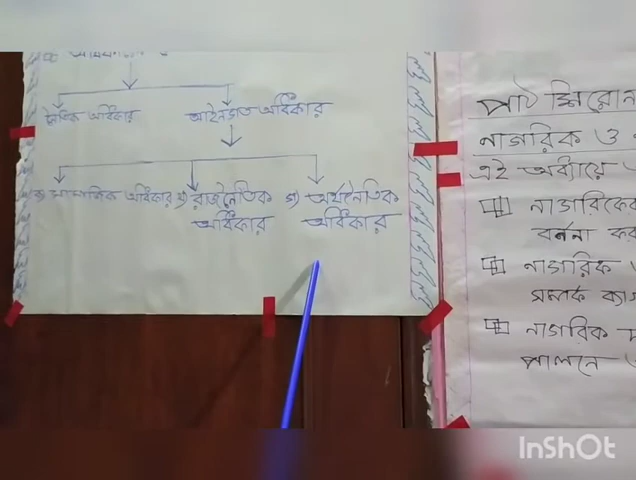 নৈতিক অধিকার আইনগত অধিকার
ক) সামাজিক অধিকার খ) রাজনৈতিক গ) অর্থনৈতিক
অধিকার অধিকার
পাঠ শিরোন
নাগরিক ও
এই অধ্যায়ে
নাগরিকের
বর্ননা কর
নাগরিক
সম্পর্ক ব্যা
নাগরিক
পালনে
InShOt